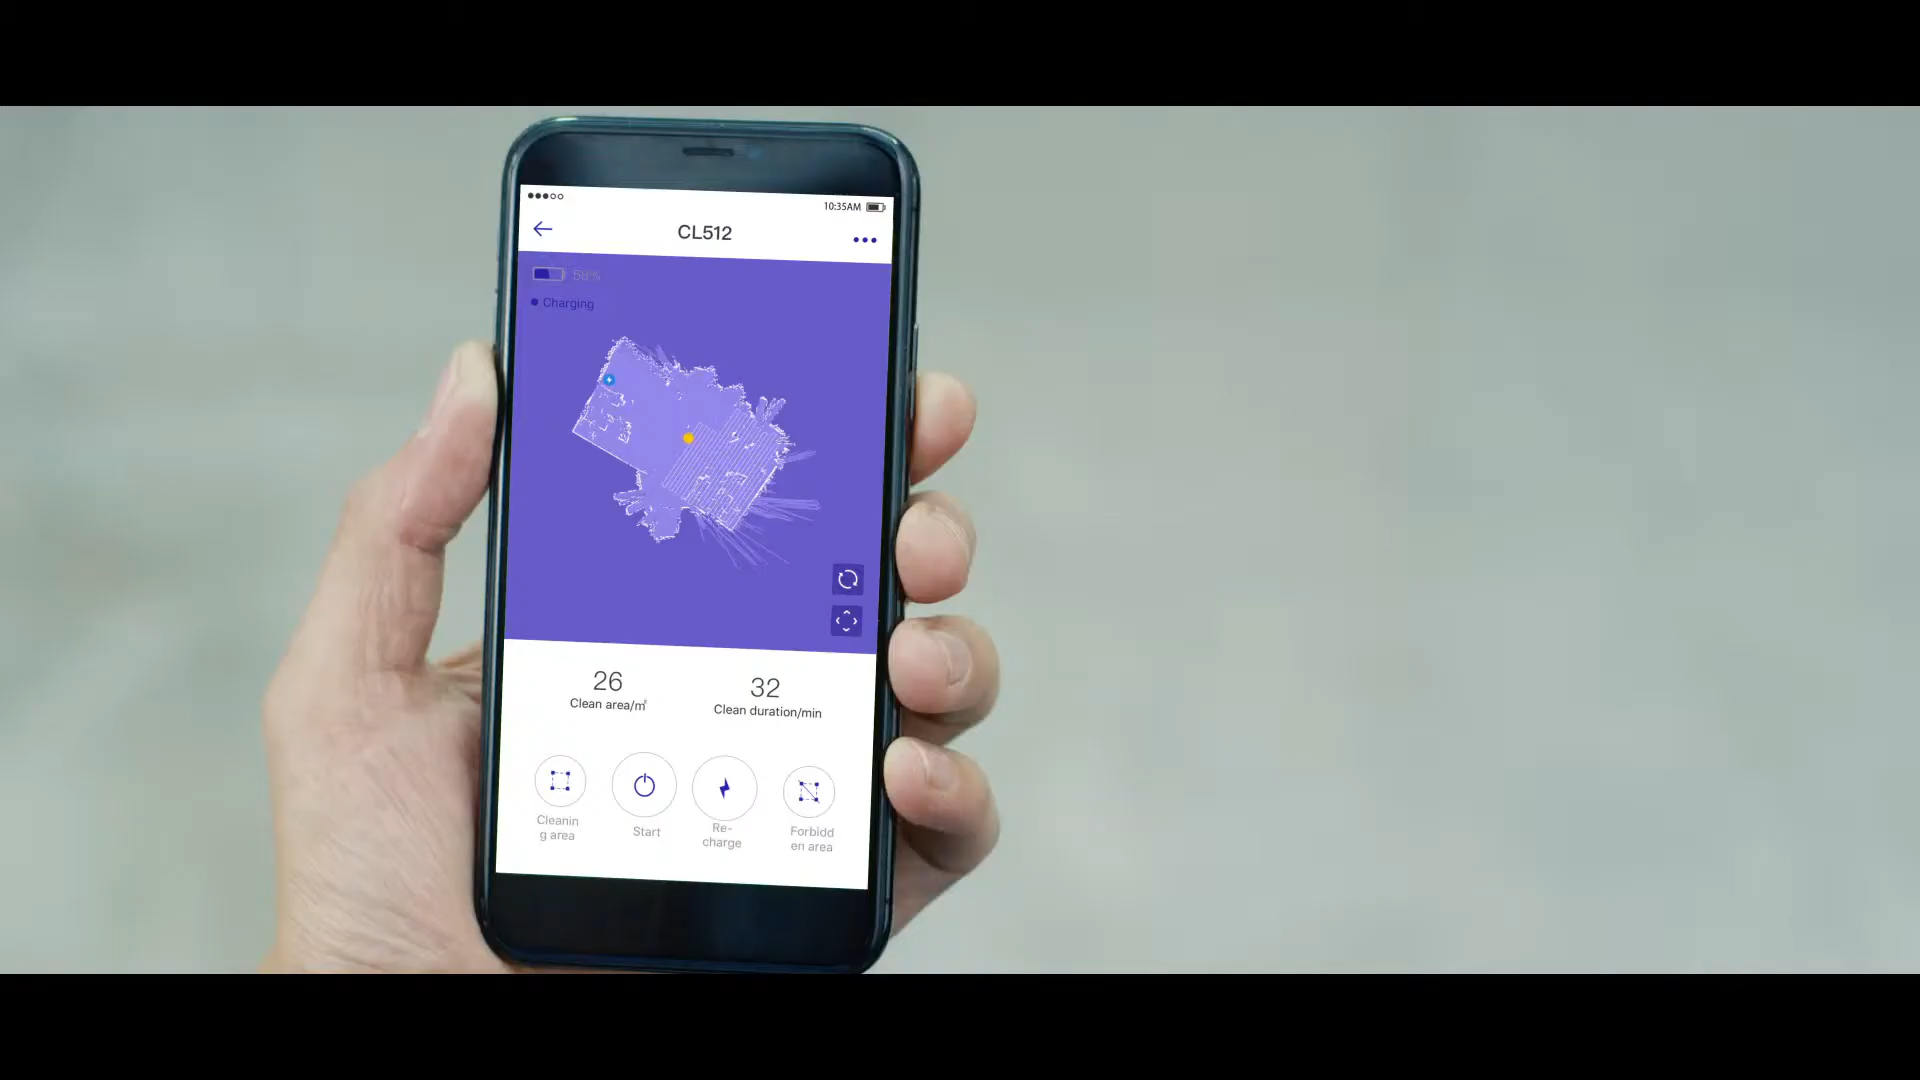 10:35AM
CL512
58%
Charging
26
Clean area/㎡
32
Clean duration/min
Cleanin
g area
Start
Re-
charge
Forbidd
en area